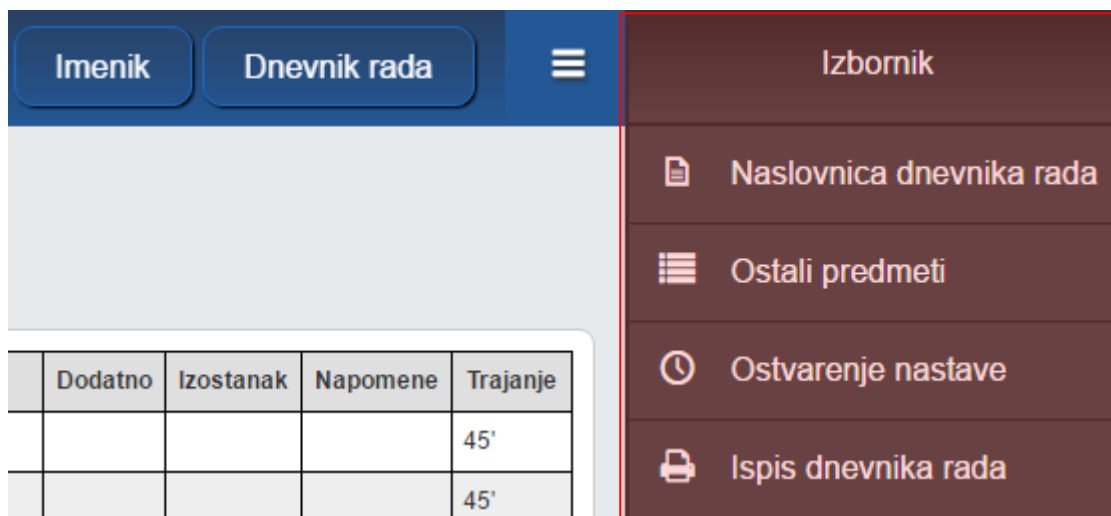 Imenik
Dnevnik rada
Izbornik
Naslovnica dnevnika rada
Ostali predmeti
Ostvarenje nastave
Ispis dnevnika rada
Dodatno Izostanak Napomene Trajanje
45'
45'